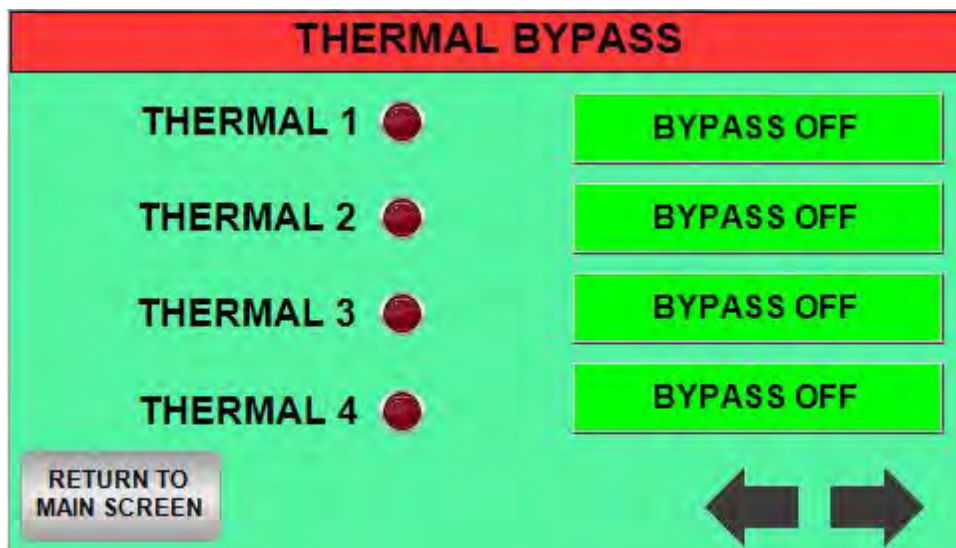 THERMAL BYPASS
THERMAL 1
BYPASS OFF
THERMAL 2
BYPASS OFF
THERMAL 3
BYPASS OFF
THERMAL 4
BYPASS OFF
RETURN TO
MAIN SCREEN